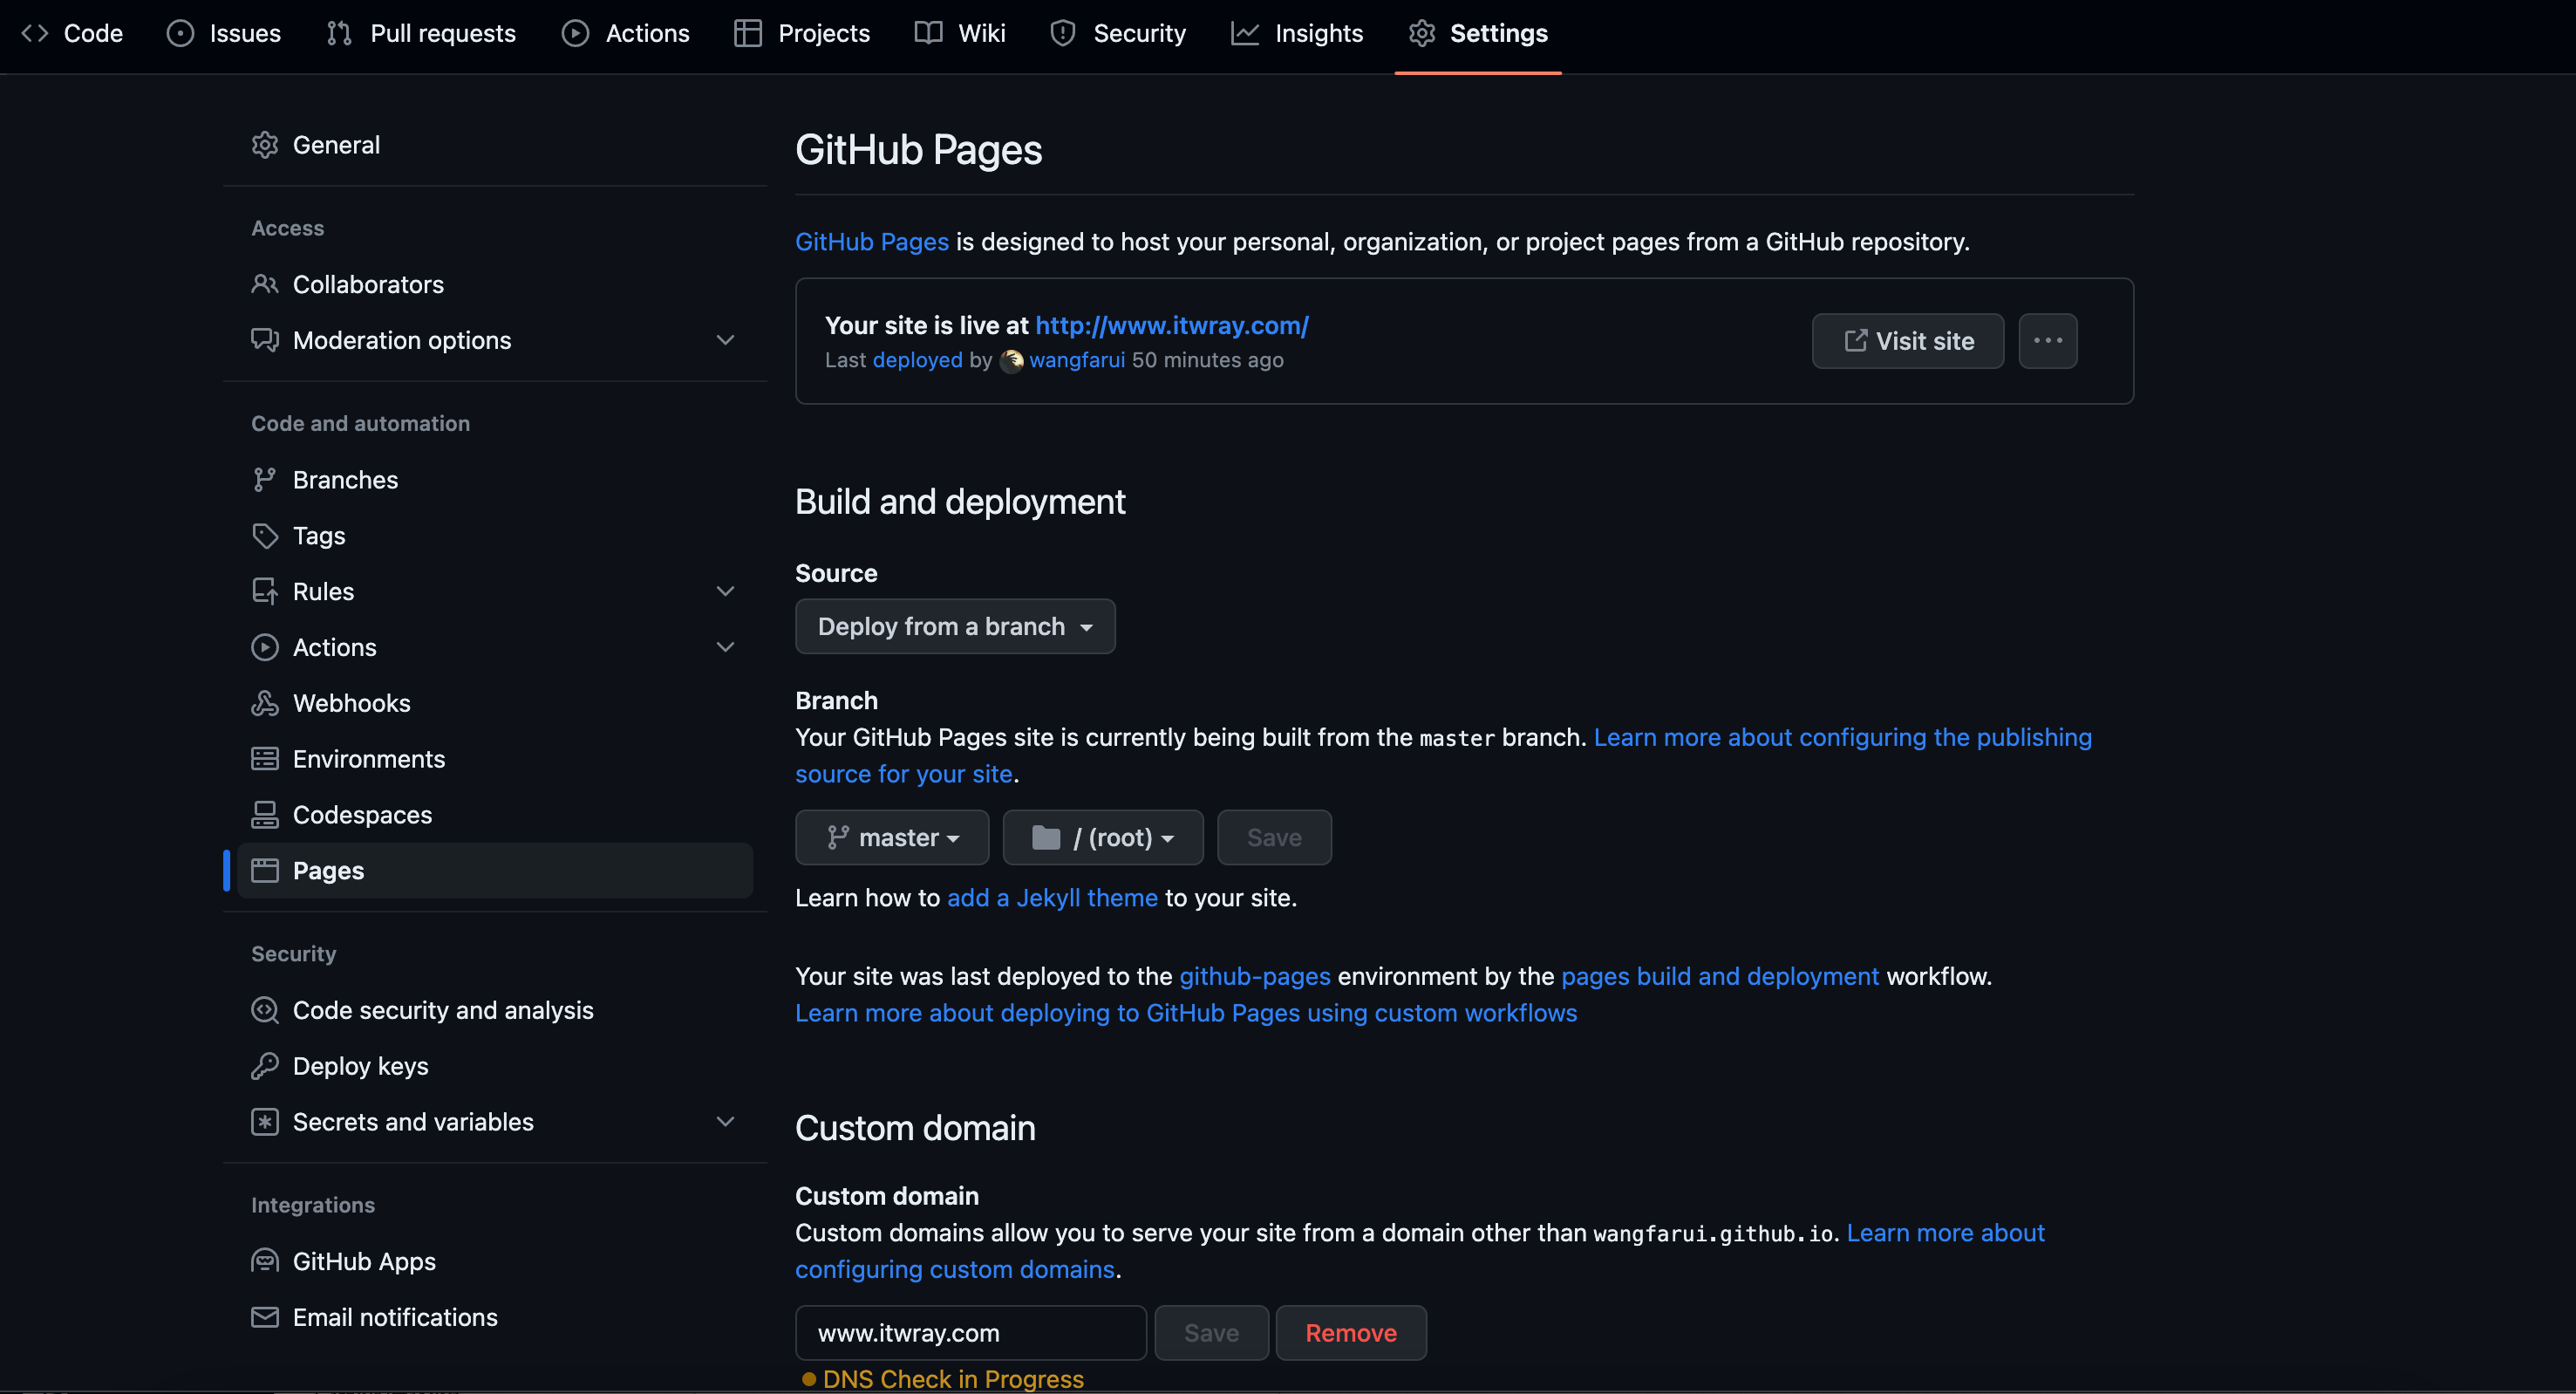 Code Issues Pull requests Actions Projects Wiki Security Insights Settings
General
Access
Collaborators
Moderation options
Code and automation
Branches
Tags
Rules
Actions
Webhooks
Environments
Codespaces
Pages
Security
Code security and analysis
Deploy keys
Secrets and variables
Integrations
GitHub Apps
Email notifications
GitHub Pages
GitHub Pages is designed to host your personal, organization, or project pages from a GitHub repository.
Your site is live at http://www.itwray.com/
Last deployed by wangfarui 50 minutes ago
Visit site
Build and deployment
Source
Deploy from a branch
Branch
Your GitHub Pages site is currently being built from the master branch. Learn more about configuring the publishing
source for your site.
master / (root) Save
Learn how to add a Jekyll theme to your site.
Your site was last deployed to the github-pages environment by the pages build and deployment workflow.
Learn more about deploying to GitHub Pages using custom workflows
Custom domain
Custom domain
Custom domains allow you to serve your site from a domain other than wangfarui.github.io. Learn more about
configuring custom domains.
www.itwray.com Save Remove
DNS Check in Progress